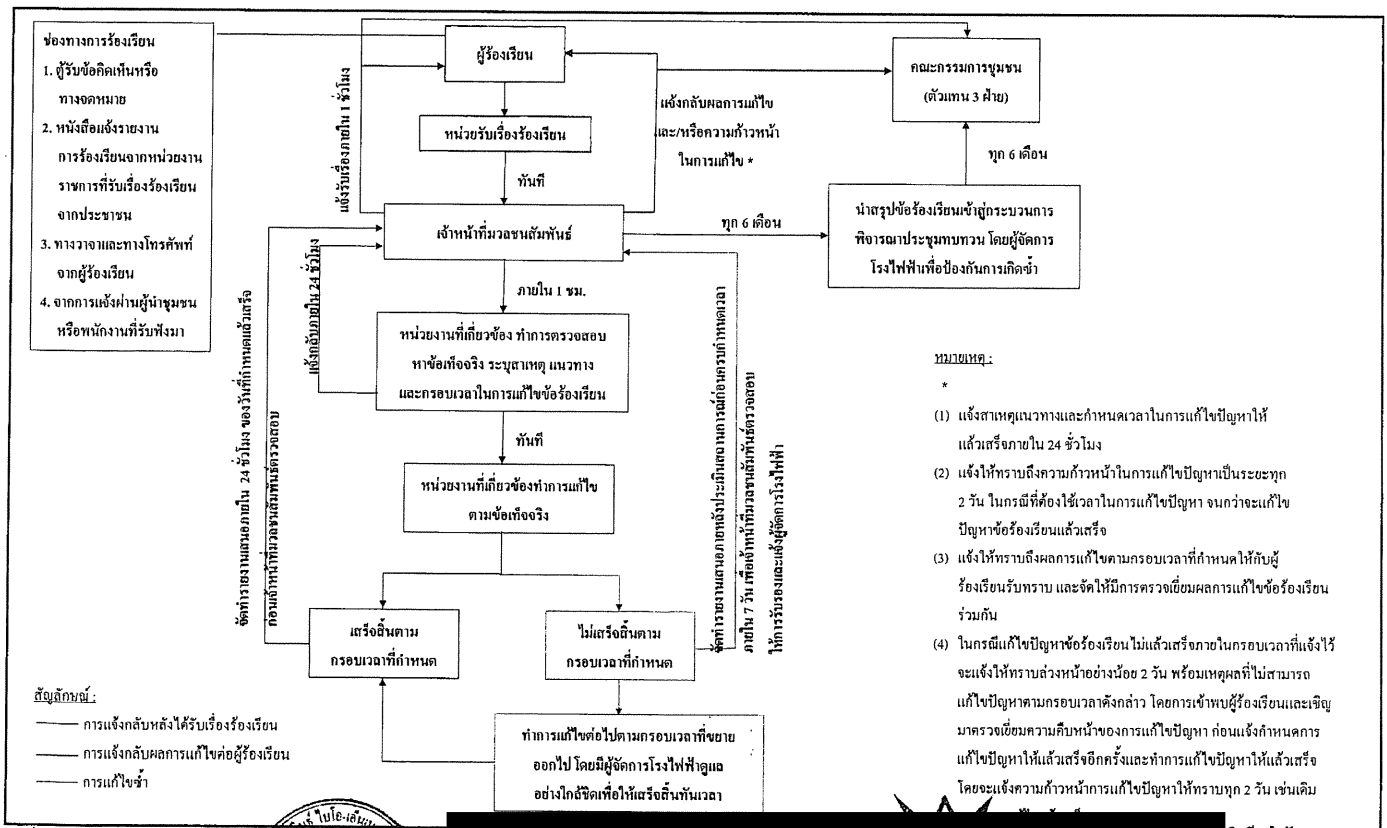 ช่องทางการร้องเรียน
1. ตู้รับข้อคิดเห็นหรือ
ทางจดหมาย
2. หนังสือแจ้งรายงาน
การร้องเรียนจากหน่วยงาน
ราชการที่รับเรื่องร้องเรียน
จากประชาชน
3. ทางวาจาและทางโทรศัพท์
จากผู้ร้องเรียน
4. จากการแจ้งผ่านผู้นำชุมชน
หรือพนักงานที่รับฟังมา
ผู้ร้องเรียน
หน่วยรับเรื่องร้องเรียน
ทันที
แจ้งรับเรื่องภายใน 1 ชั่วโมง
แจ้งกลับผลการแก้ไข
และ/หรือความก้าวหน้า
ในการแก้ไข *
คณะกรรมการชุมชน
(ตัวแทน 3 ฝ่าย)
ทุก 6 เดือน
เจ้าหน้าที่มวลชนสัมพันธ์
ทุก 6 เดือน
นำสรุปข้อร้องเรียนเข้าสู่กระบวนการ
พิจารณาประชุมทบทวน โดยผู้จัดการ
โรงไฟฟ้าเพื่อป้องกันการเกิดซ้ำ
ภายใน 1 ชม.
แจ้งกลับภายใน 24 ชั่วโมง
หน่วยงานที่เกี่ยวข้อง ทำการตรวจสอบ
หาข้อเท็จจริง ระบุสาเหตุ แนวทาง
และกรอบเวลาในการแก้ไขข้อร้องเรียน
ทันที
หน่วยงานที่เกี่ยวข้องทำการแก้ไข
ตามข้อเท็จจริง
จัดทำรายงานเสนอภายใน 24 ชั่วโมง ของวันที่กำหนดแล้วเสร็จ
ก่อนเจ้าหน้าที่มวลชนสัมพันธ์ตรวจสอบ
จัดทำรายงานเสนอภายหลังประเมินสถานการณ์ก่อนครบกำหนดเวลา
ภายใน 7 วัน เพื่อเจ้าหน้าที่มวลชนสัมพันธ์ตรวจสอบ
ให้การรับรองและแจ้งผู้จัดการโรงไฟฟ้า
เสร็จสิ้นตาม
กรอบเวลาที่กำหนด
ไม่เสร็จสิ้นตาม
กรอบเวลาที่กำหนด
ทำการแก้ไขต่อไปตามกรอบเวลาที่ขยาย
ออกไป โดยมีผู้จัดการโรงไฟฟ้าดูแล
อย่างใกล้ชิดเพื่อให้เสร็จสิ้นทันเวลา
สัญลักษณ์ :
การแจ้งกลับหลังได้รับเรื่องร้องเรียน
การแจ้งกลับผลการแก้ไขต่อผู้ร้องเรียน
การแก้ไขซ้ำ
หมายเหตุ :
*
(1) แจ้งสาเหตุแนวทางและกำหนดเวลาในการแก้ไขปัญหาให้
แล้วเสร็จภายใน 24 ชั่วโมง
(2) แจ้งให้ทราบถึงความก้าวหน้าในการแก้ไขปัญหาเป็นระยะทุก
2 วัน ในกรณีที่ต้องใช้เวลาในการแก้ไขปัญหา จนกว่าจะแก้ไข
ปัญหาข้อร้องเรียนแล้วเสร็จ
(3) แจ้งให้ทราบถึงผลการแก้ไขตามกรอบเวลาที่กำหนดให้กับผู้
ร้องเรียนรับทราบ และจัดให้มีการตรวจเยี่ยมผลการแก้ไขข้อร้องเรียน
ร่วมกัน
(4) ในกรณีแก้ไขปัญหาข้อร้องเรียนไม่แล้วเสร็จภายในกรอบเวลาที่แจ้งไว้
จะแจ้งให้ทราบล่วงหน้าอย่างน้อย 2 วัน พร้อมเหตุผลที่ไม่สามารถ
แก้ไขปัญหาตามกรอบเวลาดังกล่าว โดยการเข้าพบผู้ร้องเรียนและเชิญ
มาตรวจเยี่ยมความคืบหน้าของการแก้ไขปัญหา ก่อนแจ้งกำหนดการ
แก้ไขปัญหาให้แล้วเสร็จอีกครั้งและทำการแก้ไขปัญหาให้แล้วเสร็จ
โดยจะแจ้งความก้าวหน้าการแก้ไขปัญหาให้ทราบทุก 2 วัน เช่นเดิม